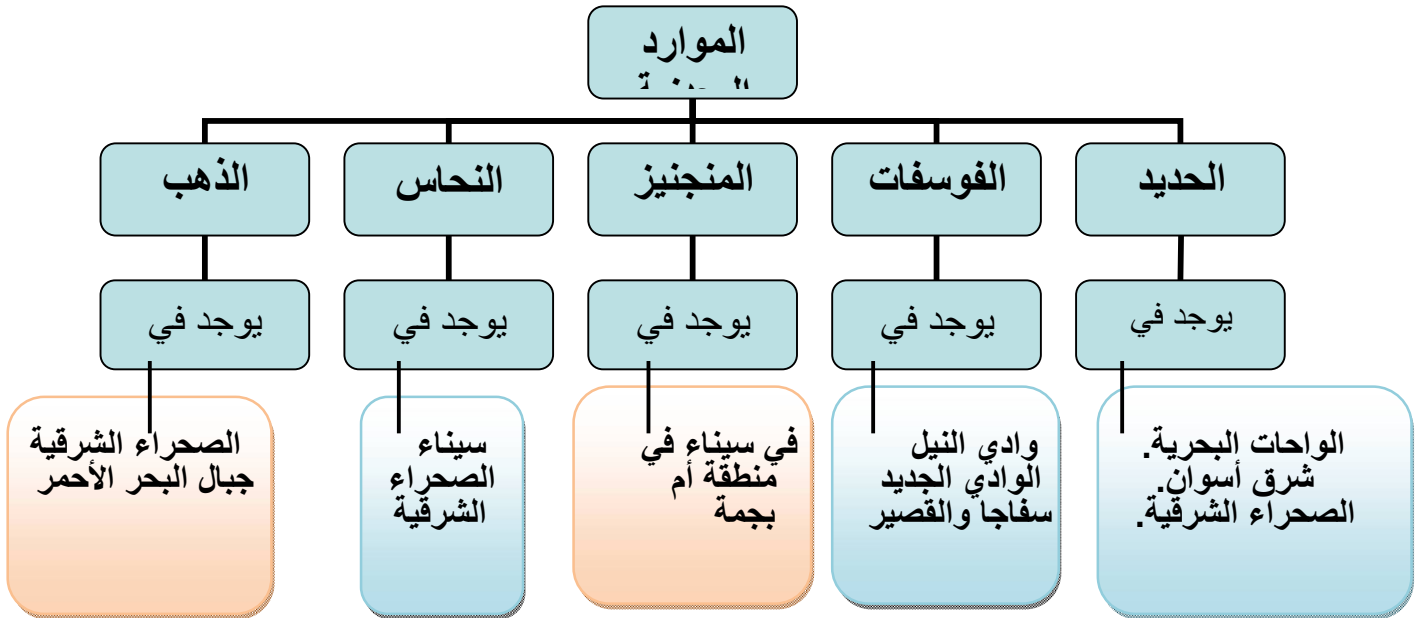 الموارد
الحديد
الفوسفات
المنجنيز
النحاس
الذهب
يوجد في
يوجد في
يوجد في
يوجد في
يوجد في
الواحات البحرية.
شرق أسوان.
الصحراء الشرقية.
وادي النيل
الوادي الجديد
سفاجا والقصير
في سيناء في
منطقة أم
بجمة
سيناء
الصحراء
الشرقية
الصحراء الشرقية
جبال البحر الأحمر